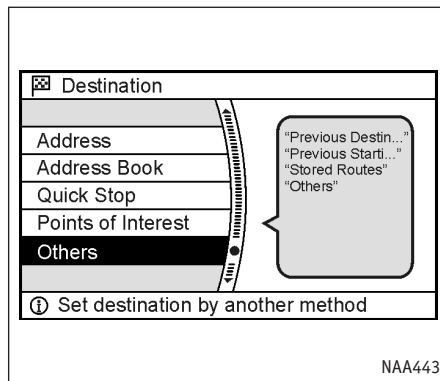 Destination
Address
Address Book
Quick Stop
Points of Interest
Others
“Previous Destin...”
“Previous Starti...”
“Stored Routes”
“Others”
Set destination by another method
NAA443